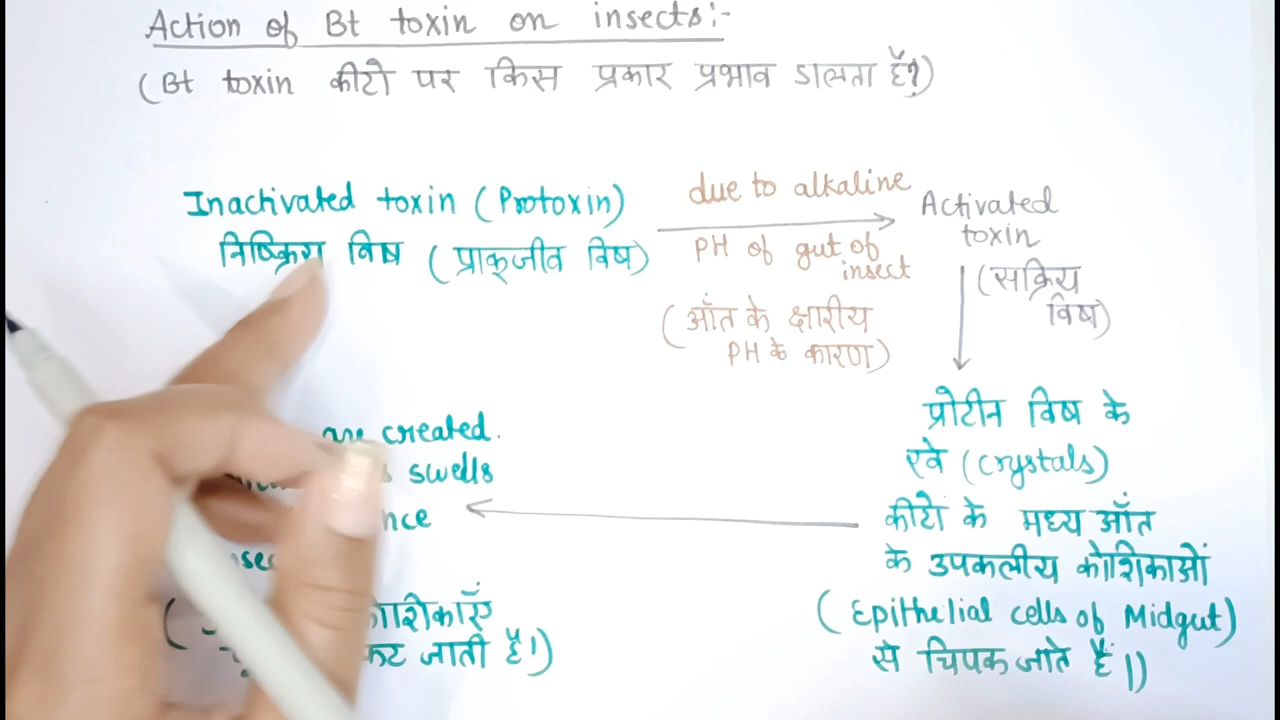 Action of Bt toxin on insects:-
(Bt toxin कीटो पर किस प्रकार प्रभाव डालता है?)
Inactivated toxin (Protoxin)
निष्क्रिय विष (प्राक्जीव विष)
due to alkaline
PH of gut of
insect
(आँत के क्षारीय
PH के कारण)
Activated
toxin
(सक्रिय
विष)
प्रोटीन विष के
रवे (crystals)
कीटो के मध्य आँत
के उपकलीय कोशिकाओं
(Epithelial cells of Midgut)
से चिपक जाते है।)
are created.
swells
जाती है।)